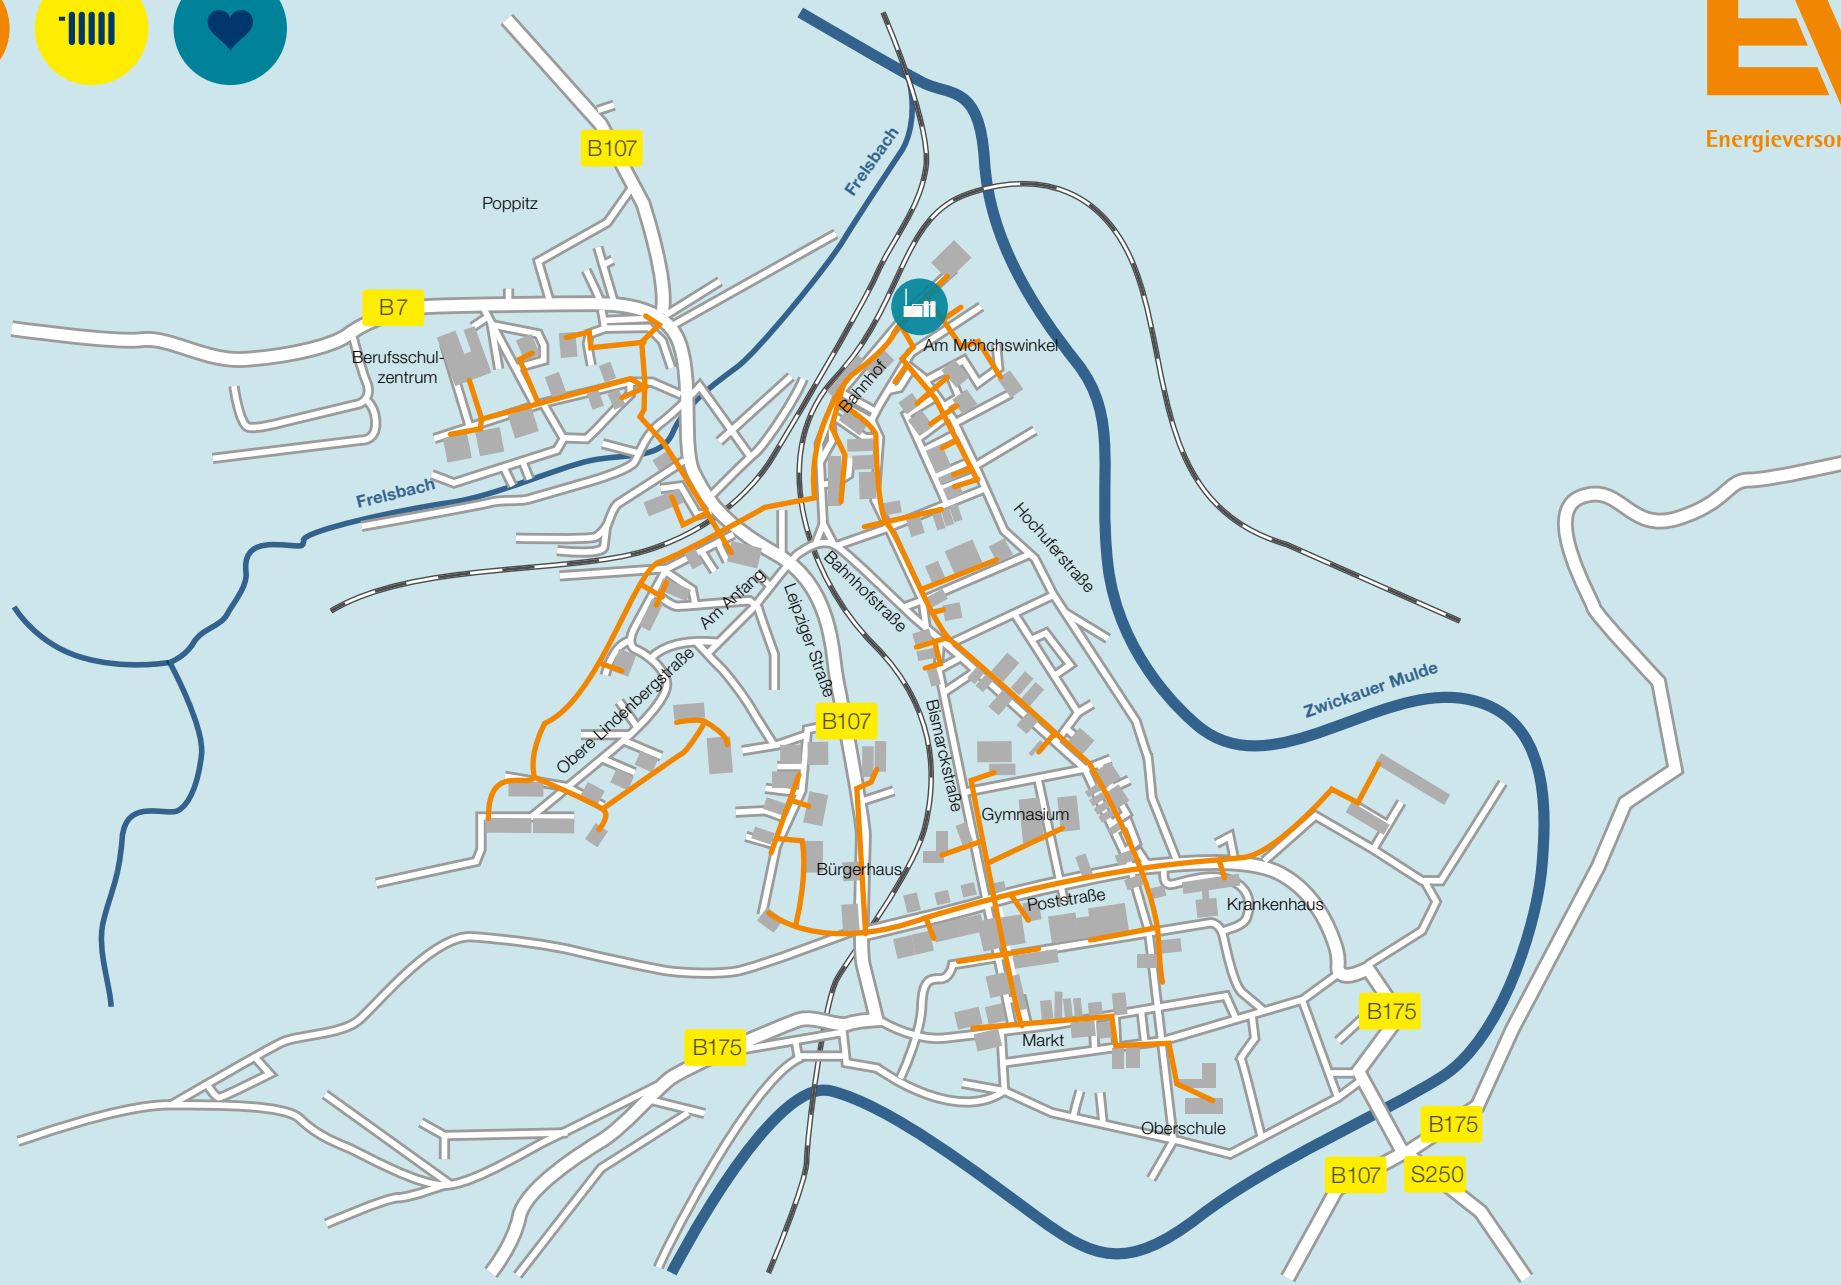 Energieversor
B107
Frelsbach
Poppitz
B7
Berufsschul-
zentrum
Am Mönchswinkel
Bahnhof
Frelsbach
Hochuferstraße
Bahnhofstraße
Am Anfang
Leipziger Straße
Obere Lindenbergstraße
Zwickauer Mulde
B107
Bismarckstraße
Gymnasium
Bürgerhaus
Poststraße
Krankenhaus
B175
Markt
B175
Oberschule
B175
B107
S250